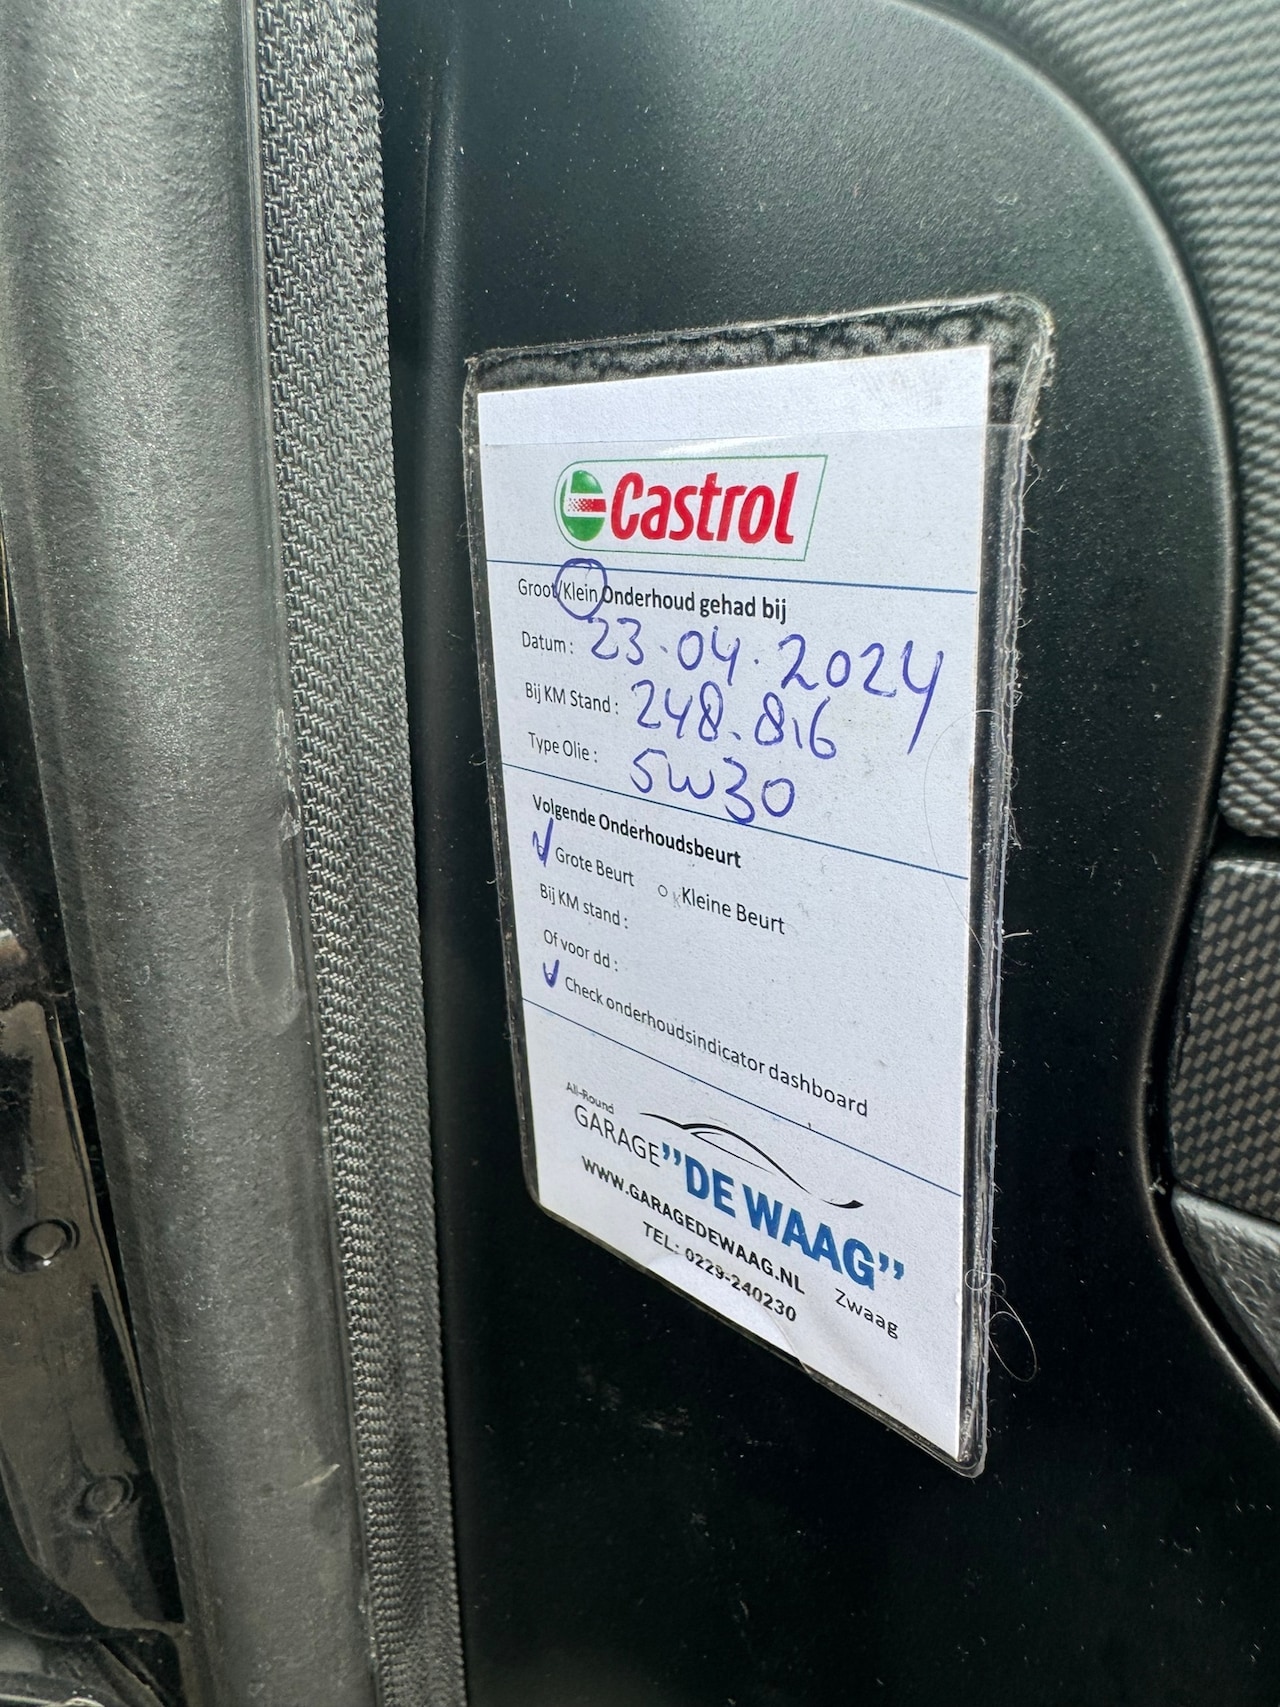 Castrol
Groot/Klein Onderhoud gehad bij
Datum: 23.04.2024
Bij KM Stand: 248.816
Type Olie: 5W30
Volgende Onderhoudsbeurt
Grote Beurt Kleine Beurt
Bij KM stand:
Of voor dd:
Check onderhoudsindicator dashboard
All-Round
GARAGE "DE WAAG"
Zwaag
WWW.GARAGEDEWAAG.NL
TEL: 0229-240230